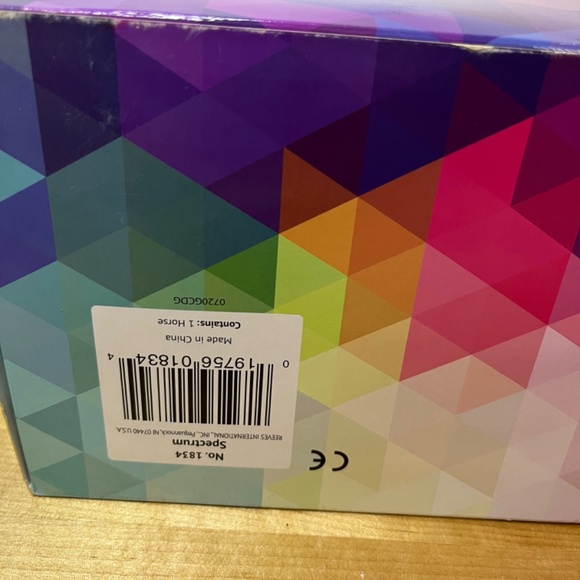 No. 1834
Spectrum
REEVES INTERNATIONAL, INC., Pequannock, NJ 07440 U.S.A.
0 19756 01834 4
Made in China
Contains: 1 Horse
0720GCDG
CE